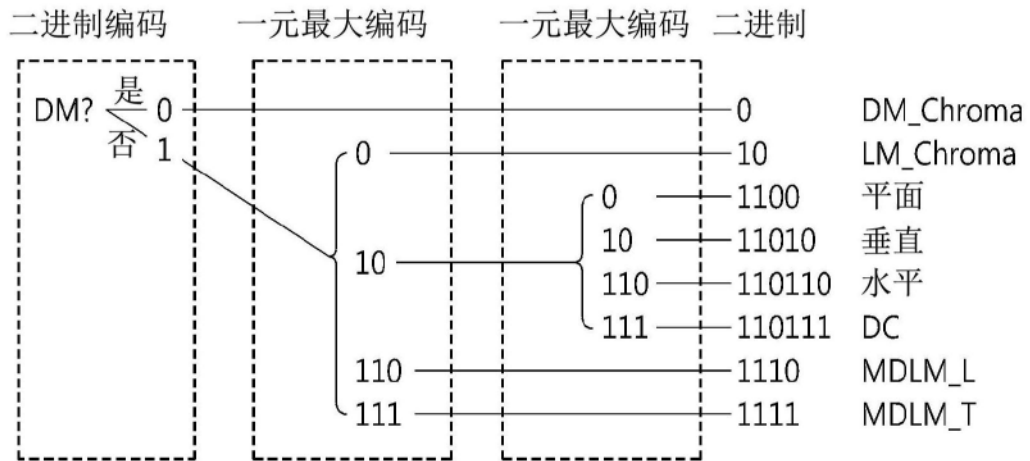 二进制编码 一元最大编码 一元最大编码 二进制
DM? 是 0 0 DM_Chroma
否 1 0 10 LM_Chroma
0 1100 平面
10 10 11010 垂直
110 110110 水平
111 110111 DC
110 1110 MDLM_L
111 1111 MDLM_T